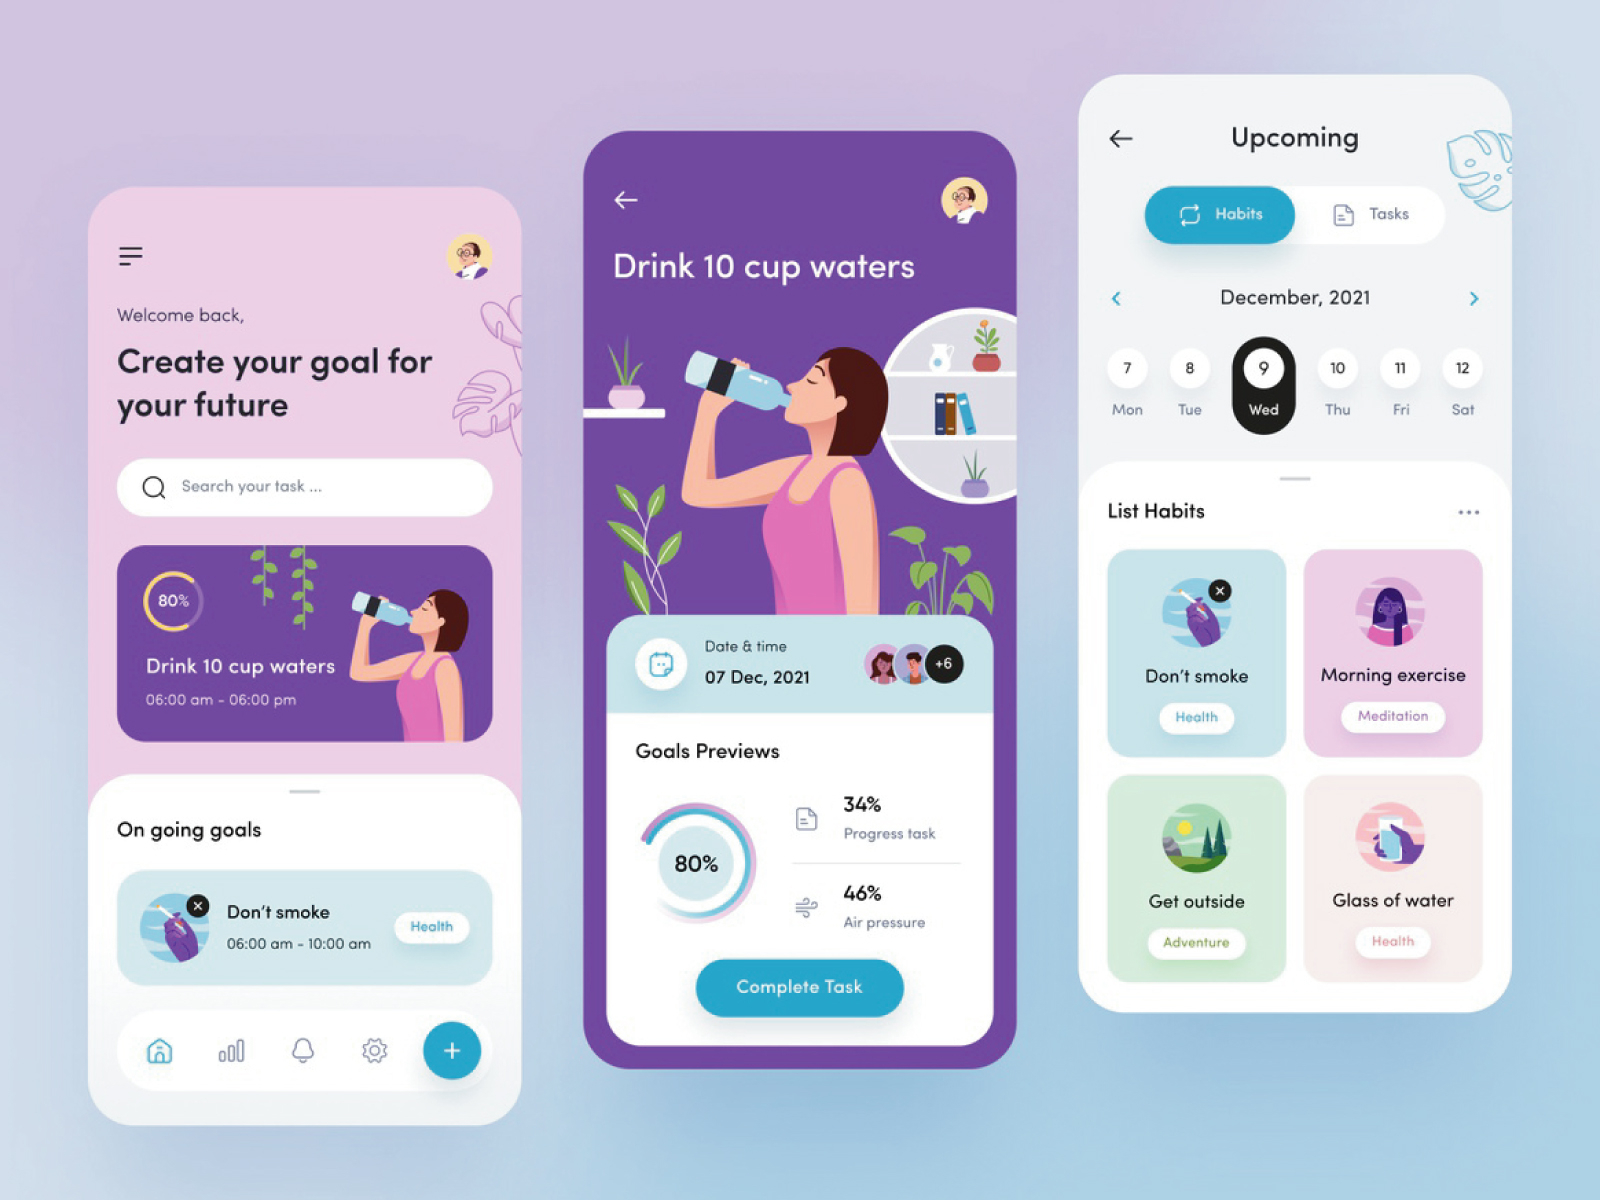 Welcome back,
Create your goal for
your future
Search your task ...
80%
Drink 10 cup waters
06:00 am - 06:00 pm
On going goals
Don't smoke
06:00 am - 10:00 am
Health
Drink 10 cup waters
Date & time
07 Dec, 2021
+6
Goals Previews
80%
34%
Progress task
46%
Air pressure
Complete Task
Upcoming
Habits
Tasks
December, 2021
7 8 9 10 11 12
Mon Tue Wed Thu Fri Sat
List Habits
Don't smoke
Health
Morning exercise
Meditation
Get outside
Adventure
Glass of water
Health